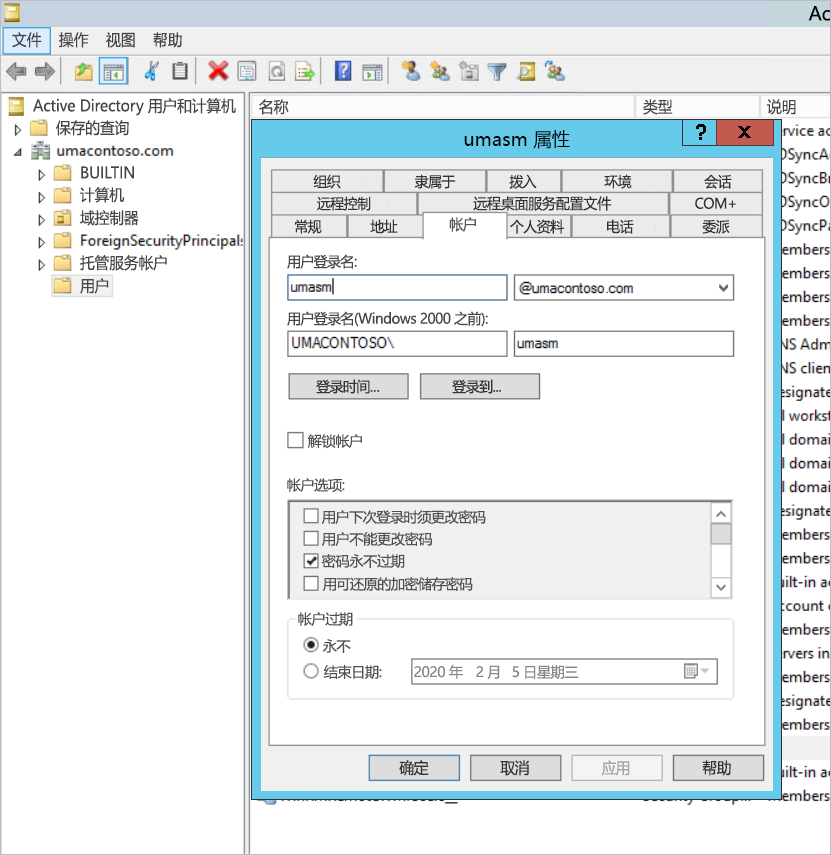 Ac
文件 操作 视图 帮助
Active Directory 用户和计算机
保存的查询
umacontoso.com
BUILTIN
计算机
域控制器
ForeignSecurityPrincipals
托管服务帐户
用户
名称 类型 说明
umasm 属性
? X
组织 隶属于 拨入 环境 会话
远程控制 远程桌面服务配置文件 COM+
常规 地址 帐户 个人资料 电话 委派
用户登录名:
umasm @umacontoso.com
用户登录名(Windows 2000 之前):
UMACONTOSO\ umasm
登录时间... 登录到...
解锁帐户
帐户选项:
用户下次登录时须更改密码
用户不能更改密码
密码永不过期
用可还原的加密储存密码
帐户过期
永不
结束日期: 2020 年 2 月 5 日星期三
确定 取消 应用 帮助
rvice ac
DSyncA
DSyncBr
DSyncO
DSyncPa
embers
embers
embers
embers
NS Adm
NS clien
esignate
l workst
l domai
l domai
l domai
esignate
embers
embers
uilt-in ac
ccount o
embers
ervers in
embers
esignate
embers
uilt-in ac
embers